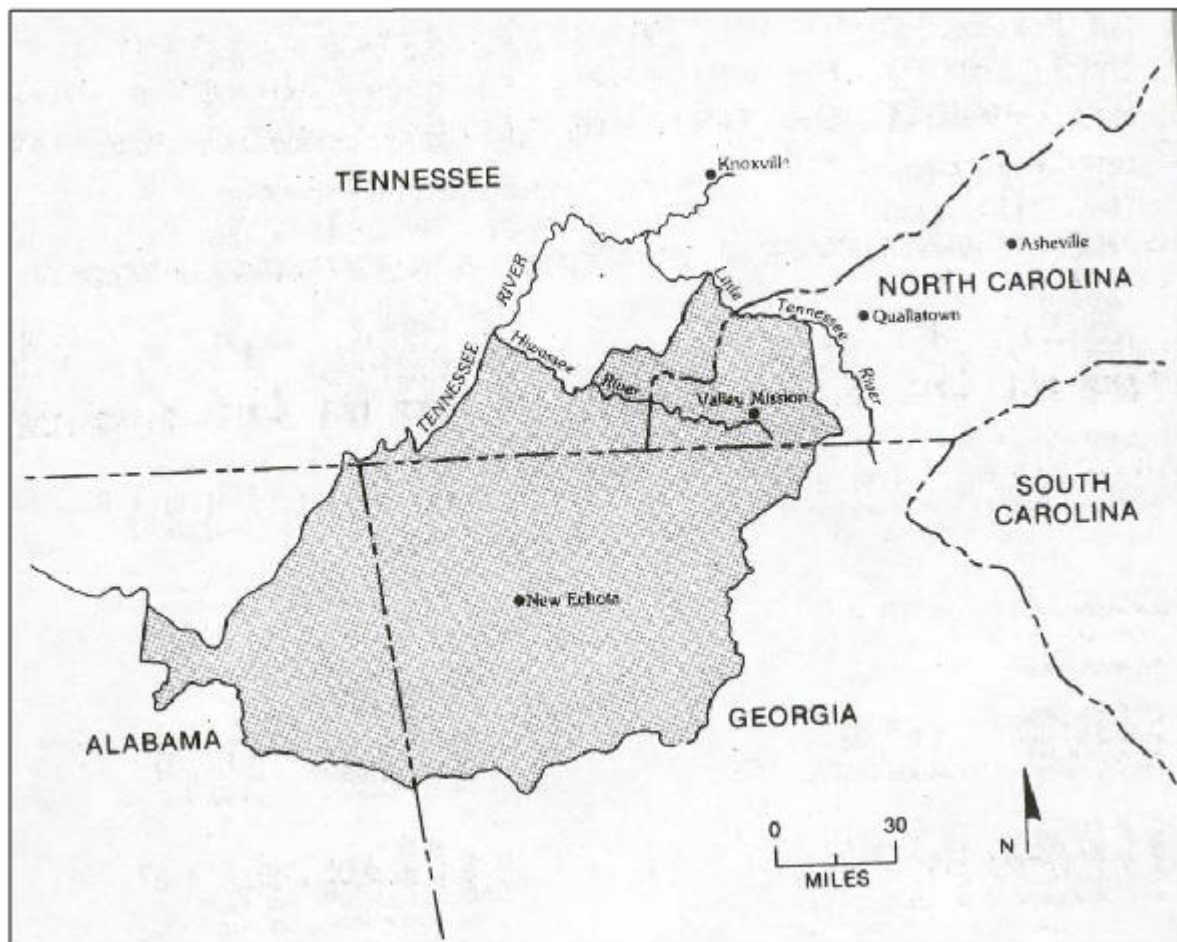 Knoxville
TENNESSEE
Asheville
NORTH CAROLINA
Little
Tennessee
River
Quallatown
TENNESSEE
RIVER
Hiwassee
River
Valley Mission
SOUTH
CAROLINA
New Echota
GEORGIA
ALABAMA
0 30
MILES
N